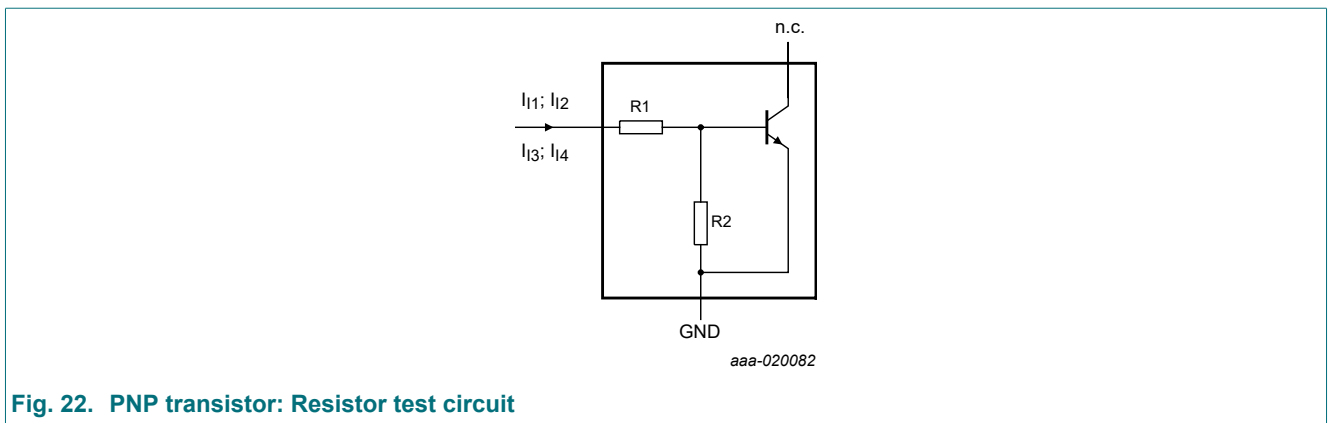 n.c.
I_I1; I_I2
R1
I_I3; I_I4
R2
GND
aaa-020082
Fig. 22. PNP transistor: Resistor test circuit